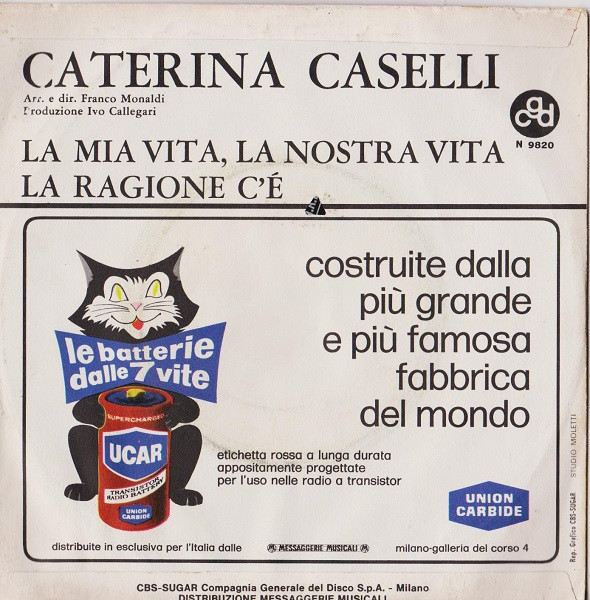 CATERINA CASELLI
Arr. e dir. Franco Monaldi
Produzione Ivo Callegari
cgd
N 9820
LA MIA VITA, LA NOSTRA VITA
LA RAGIONE C'É
costruite dalla
più grande
e più famosa
fabbrica
del mondo
le batterie
dalle 7 vite
SUPERCHARGED
UCAR
TRANSISTOR
RADIO BATTERY
UNION
CARBIDE
etichetta rossa a lunga durata
appositamente progettate
per l'uso nelle radio a transistor
UNION
CARBIDE
distribuite in esclusiva per l'Italia dalle MESSAGGERIE MUSICALI milano-galleria del corso 4
Rep. Grafico CBS-SUGAR STUDIO MOLETTI
CBS-SUGAR Compagnia Generale del Disco S.p.A. - Milano
DISTRIBUZIONE MESSAGGERIE MUSICALI